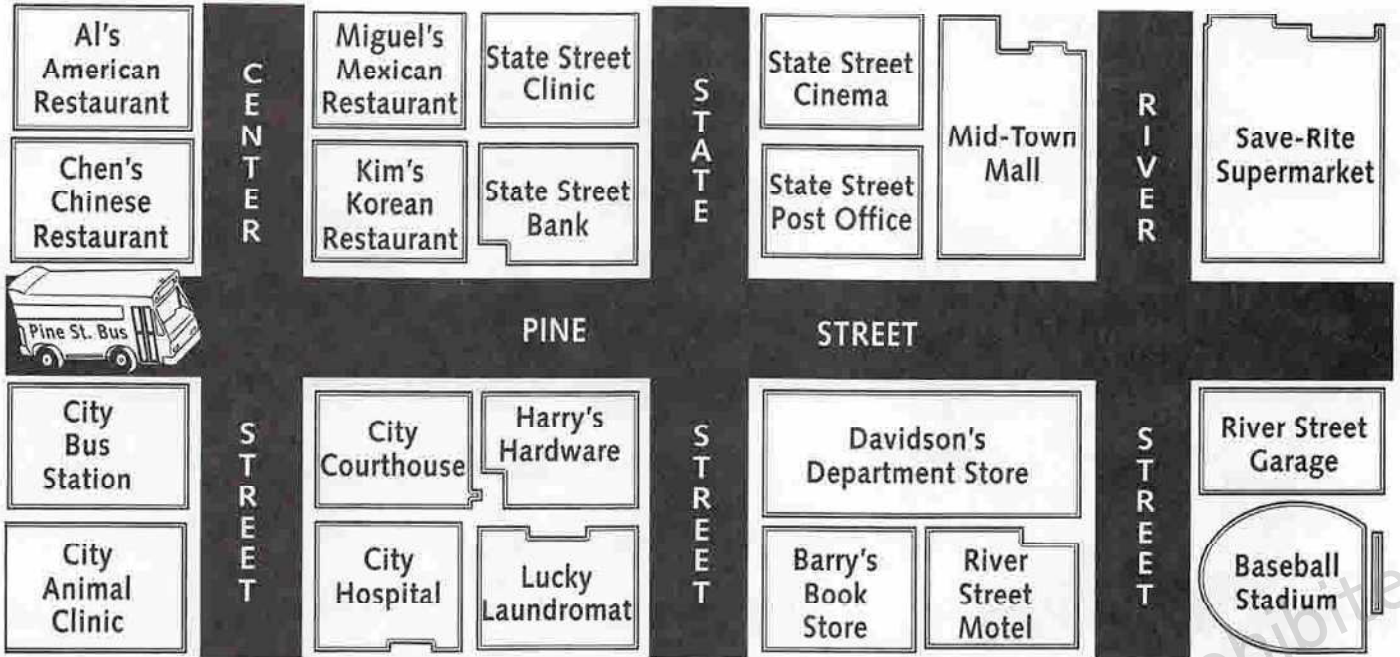 Al's
American
Restaurant
CENTER
Miguel's
Mexican
Restaurant
State Street
Clinic
STATE
State Street
Cinema
Mid-Town
Mall
RIVER
Save-Rite
Supermarket
Chen's
Chinese
Restaurant
Kim's
Korean
Restaurant
State Street
Bank
State Street
Post Office
Pine St. Bus
PINE
STREET
City
Bus
Station
STREET
City
Courthouse
Harry's
Hardware
STREET
Davidson's
Department Store
STREET
River Street
Garage
City
Animal
Clinic
City
Hospital
Lucky
Laundromat
Barry's
Book
Store
River
Street
Motel
Baseball
Stadium